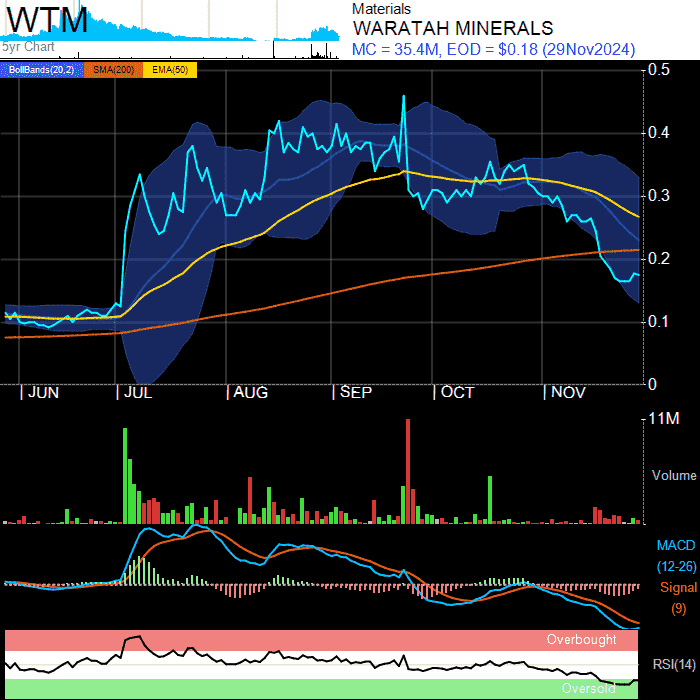 WTM
5yr Chart
Materials
WARATAH MINERALS
MC = 35.4M, EOD = $0.18 (29Nov2024)
BollBands(20,2) SMA(200) EMA(50)
0.5
0.4
0.3
0.2
0.1
0
JUN JUL AUG SEP OCT NOV
11M
Volume
MACD
(12-26)
Signal
(9)
Overbought
RSI(14)
Oversold